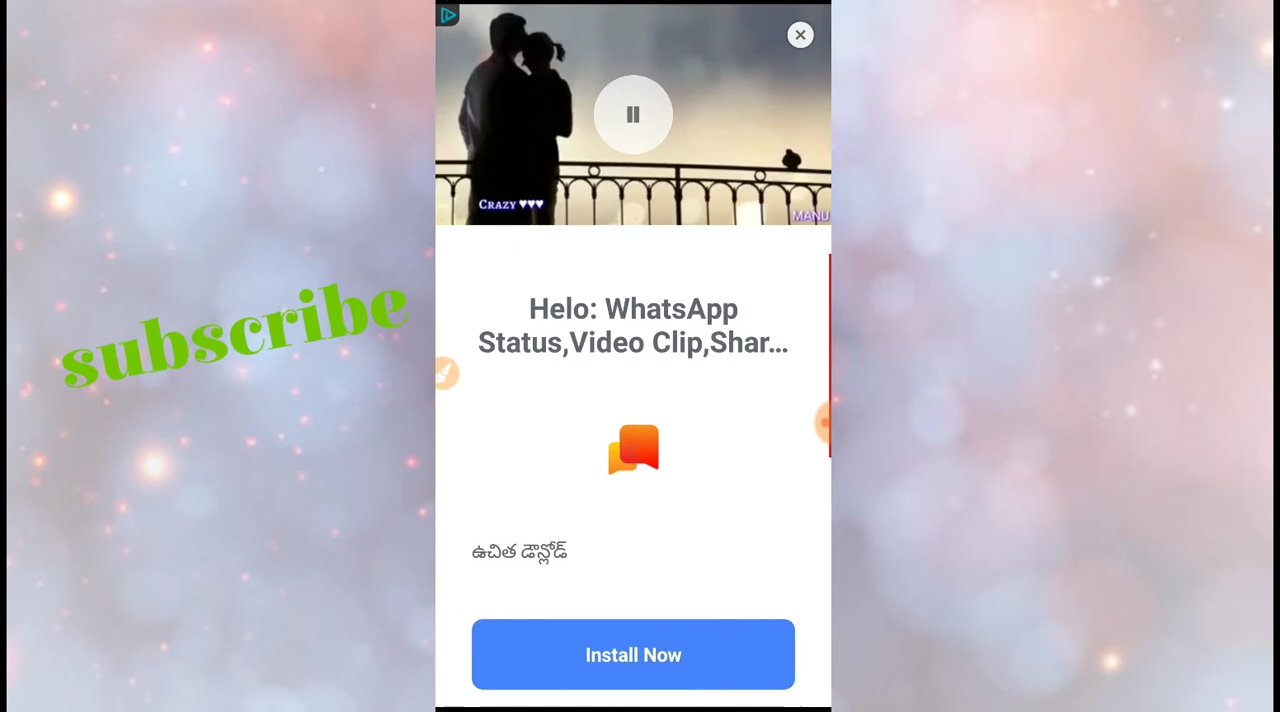 subscribe
CRAZY ♥♥♥
MANU
Helo: WhatsApp
Status,Video Clip,Shar...
ఉచిత డౌన్లోడ్
Install Now